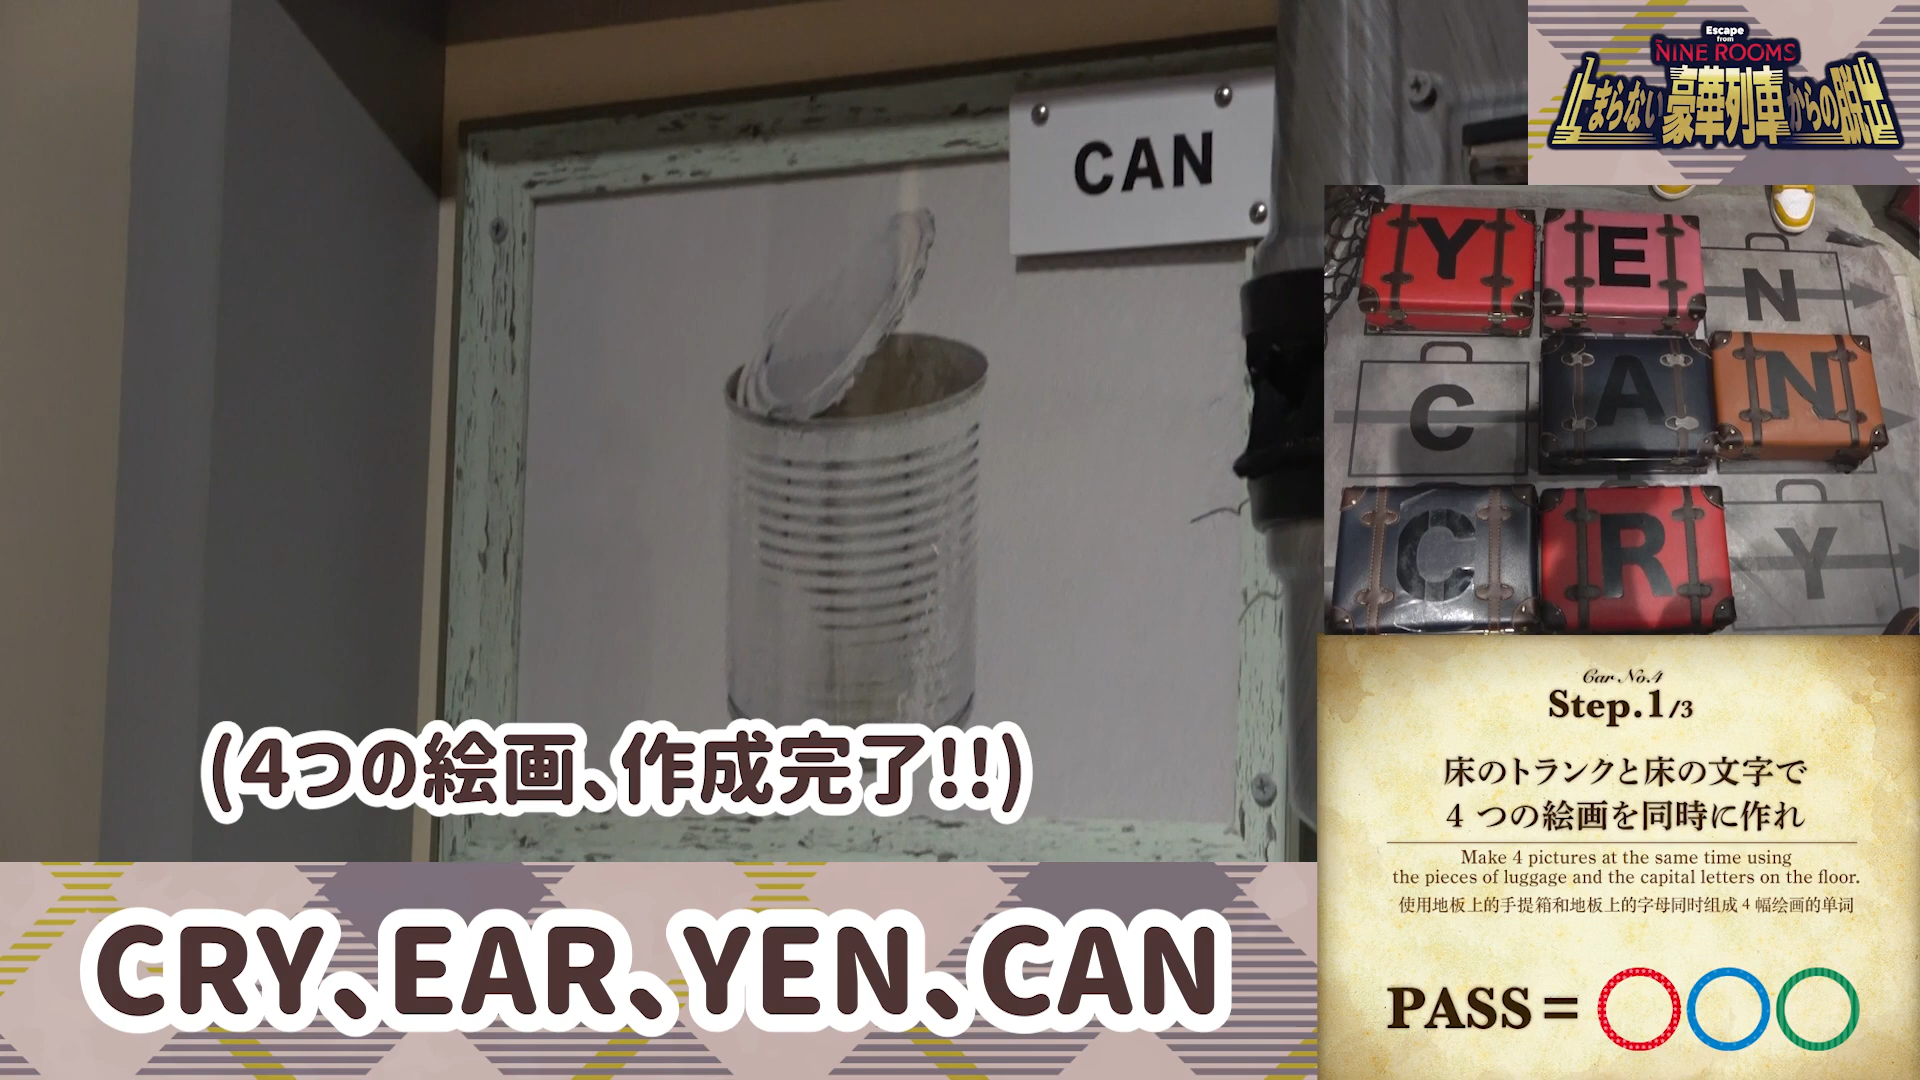 CAN
(4つの絵画、作成完了!!)
CRY、EAR、YEN、CAN
Escape
from
The
NINE ROOMS
止まらない豪華列車からの脱出
Y E N
C A N
C R Y
Car No.4
Step.1/3
床のトランクと床の文字で
4つの絵画を同時に作れ
Make 4 pictures at the same time using
the pieces of luggage and the capital letters on the floor.
使用地板上的手提箱和地板上的字母同时组成4幅绘画的单词
PASS=